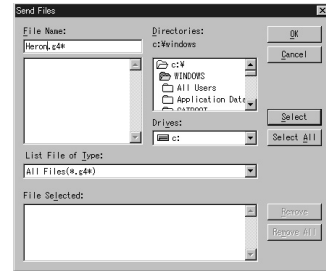 Send Files
File Name:
Heron.g4*
Directories:
c:¥windows
c:¥
WINDOWS
All Users
Application Data
CATROOT
Drives:
c:
List File of Type:
All Files(*.g4*)
File Selected:
OK
Cancel
Select
Select All
Remove
Remove All